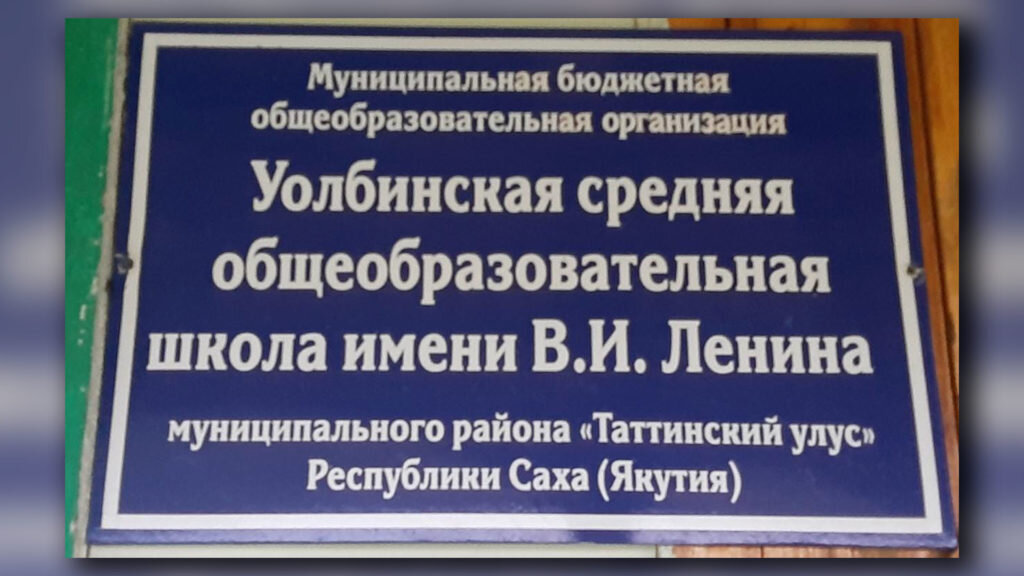 Муниципальная бюджетная
общеобразовательная организация
Уолбинская средняя
общеобразовательная
школа имени В.И. Ленина
муниципального района «Таттинский улус»
Республики Саха (Якутия)